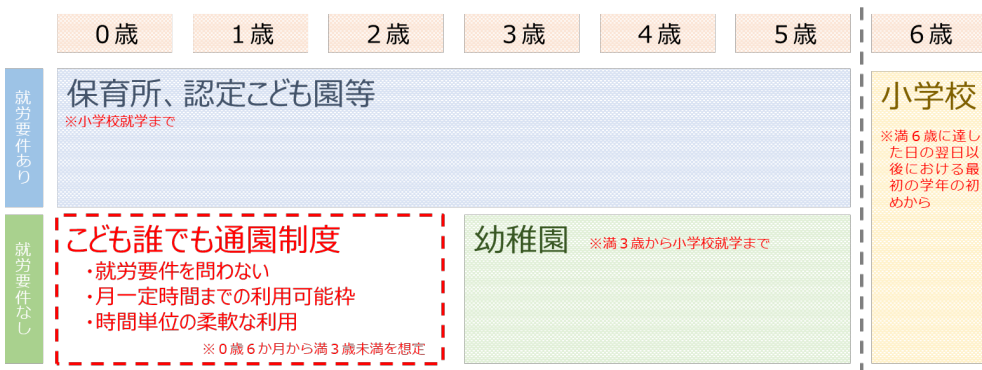 0歳
1歳
2歳
3歳
4歳
5歳
6歳
就労要件あり
保育所、認定こども園等
※小学校就学まで
小学校
※満6歳に達し
た日の翌日以
後における最
初の学年の初
めから
就労要件なし
こども誰でも通園制度
・就労要件を問わない
・月一定時間までの利用可能枠
・時間単位の柔軟な利用
※0歳6か月から満3歳未満を想定
幼稚園
※満3歳から小学校就学まで